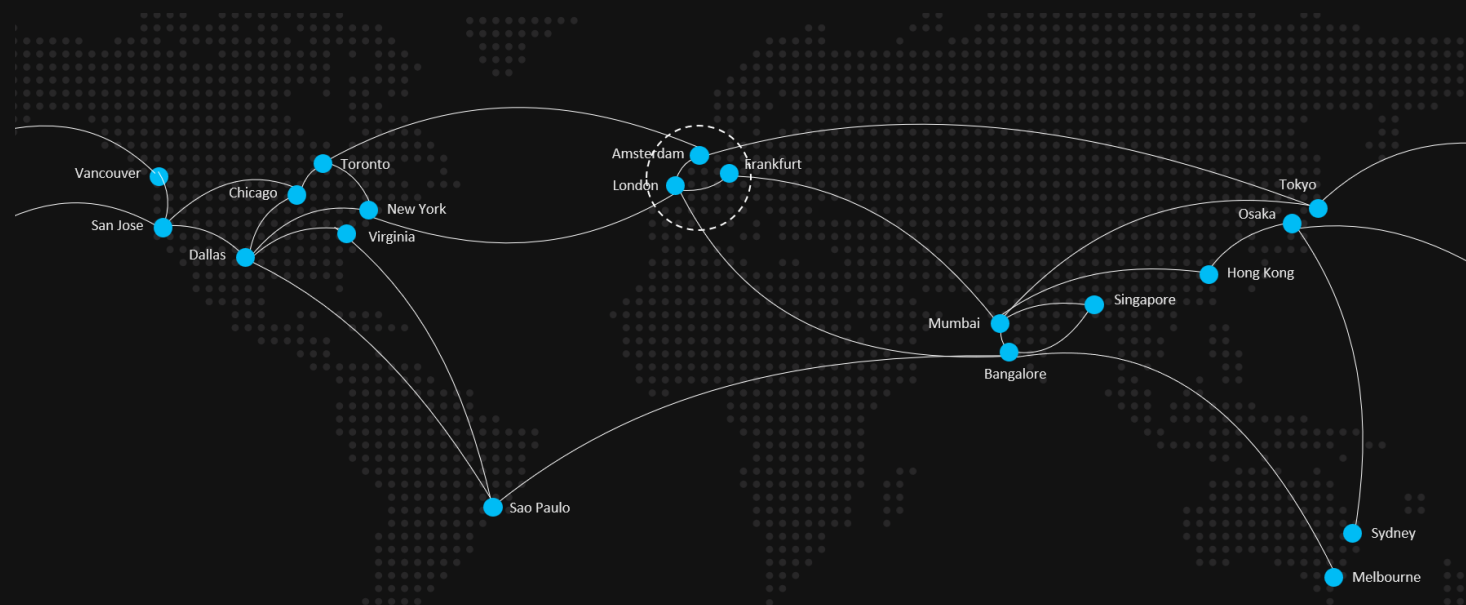 Vancouver
San Jose
Dallas
Chicago
Toronto
New York
Virginia
Sao Paulo
Amsterdam
London
Frankfurt
Mumbai
Bangalore
Singapore
Hong Kong
Osaka
Tokyo
Sydney
Melbourne